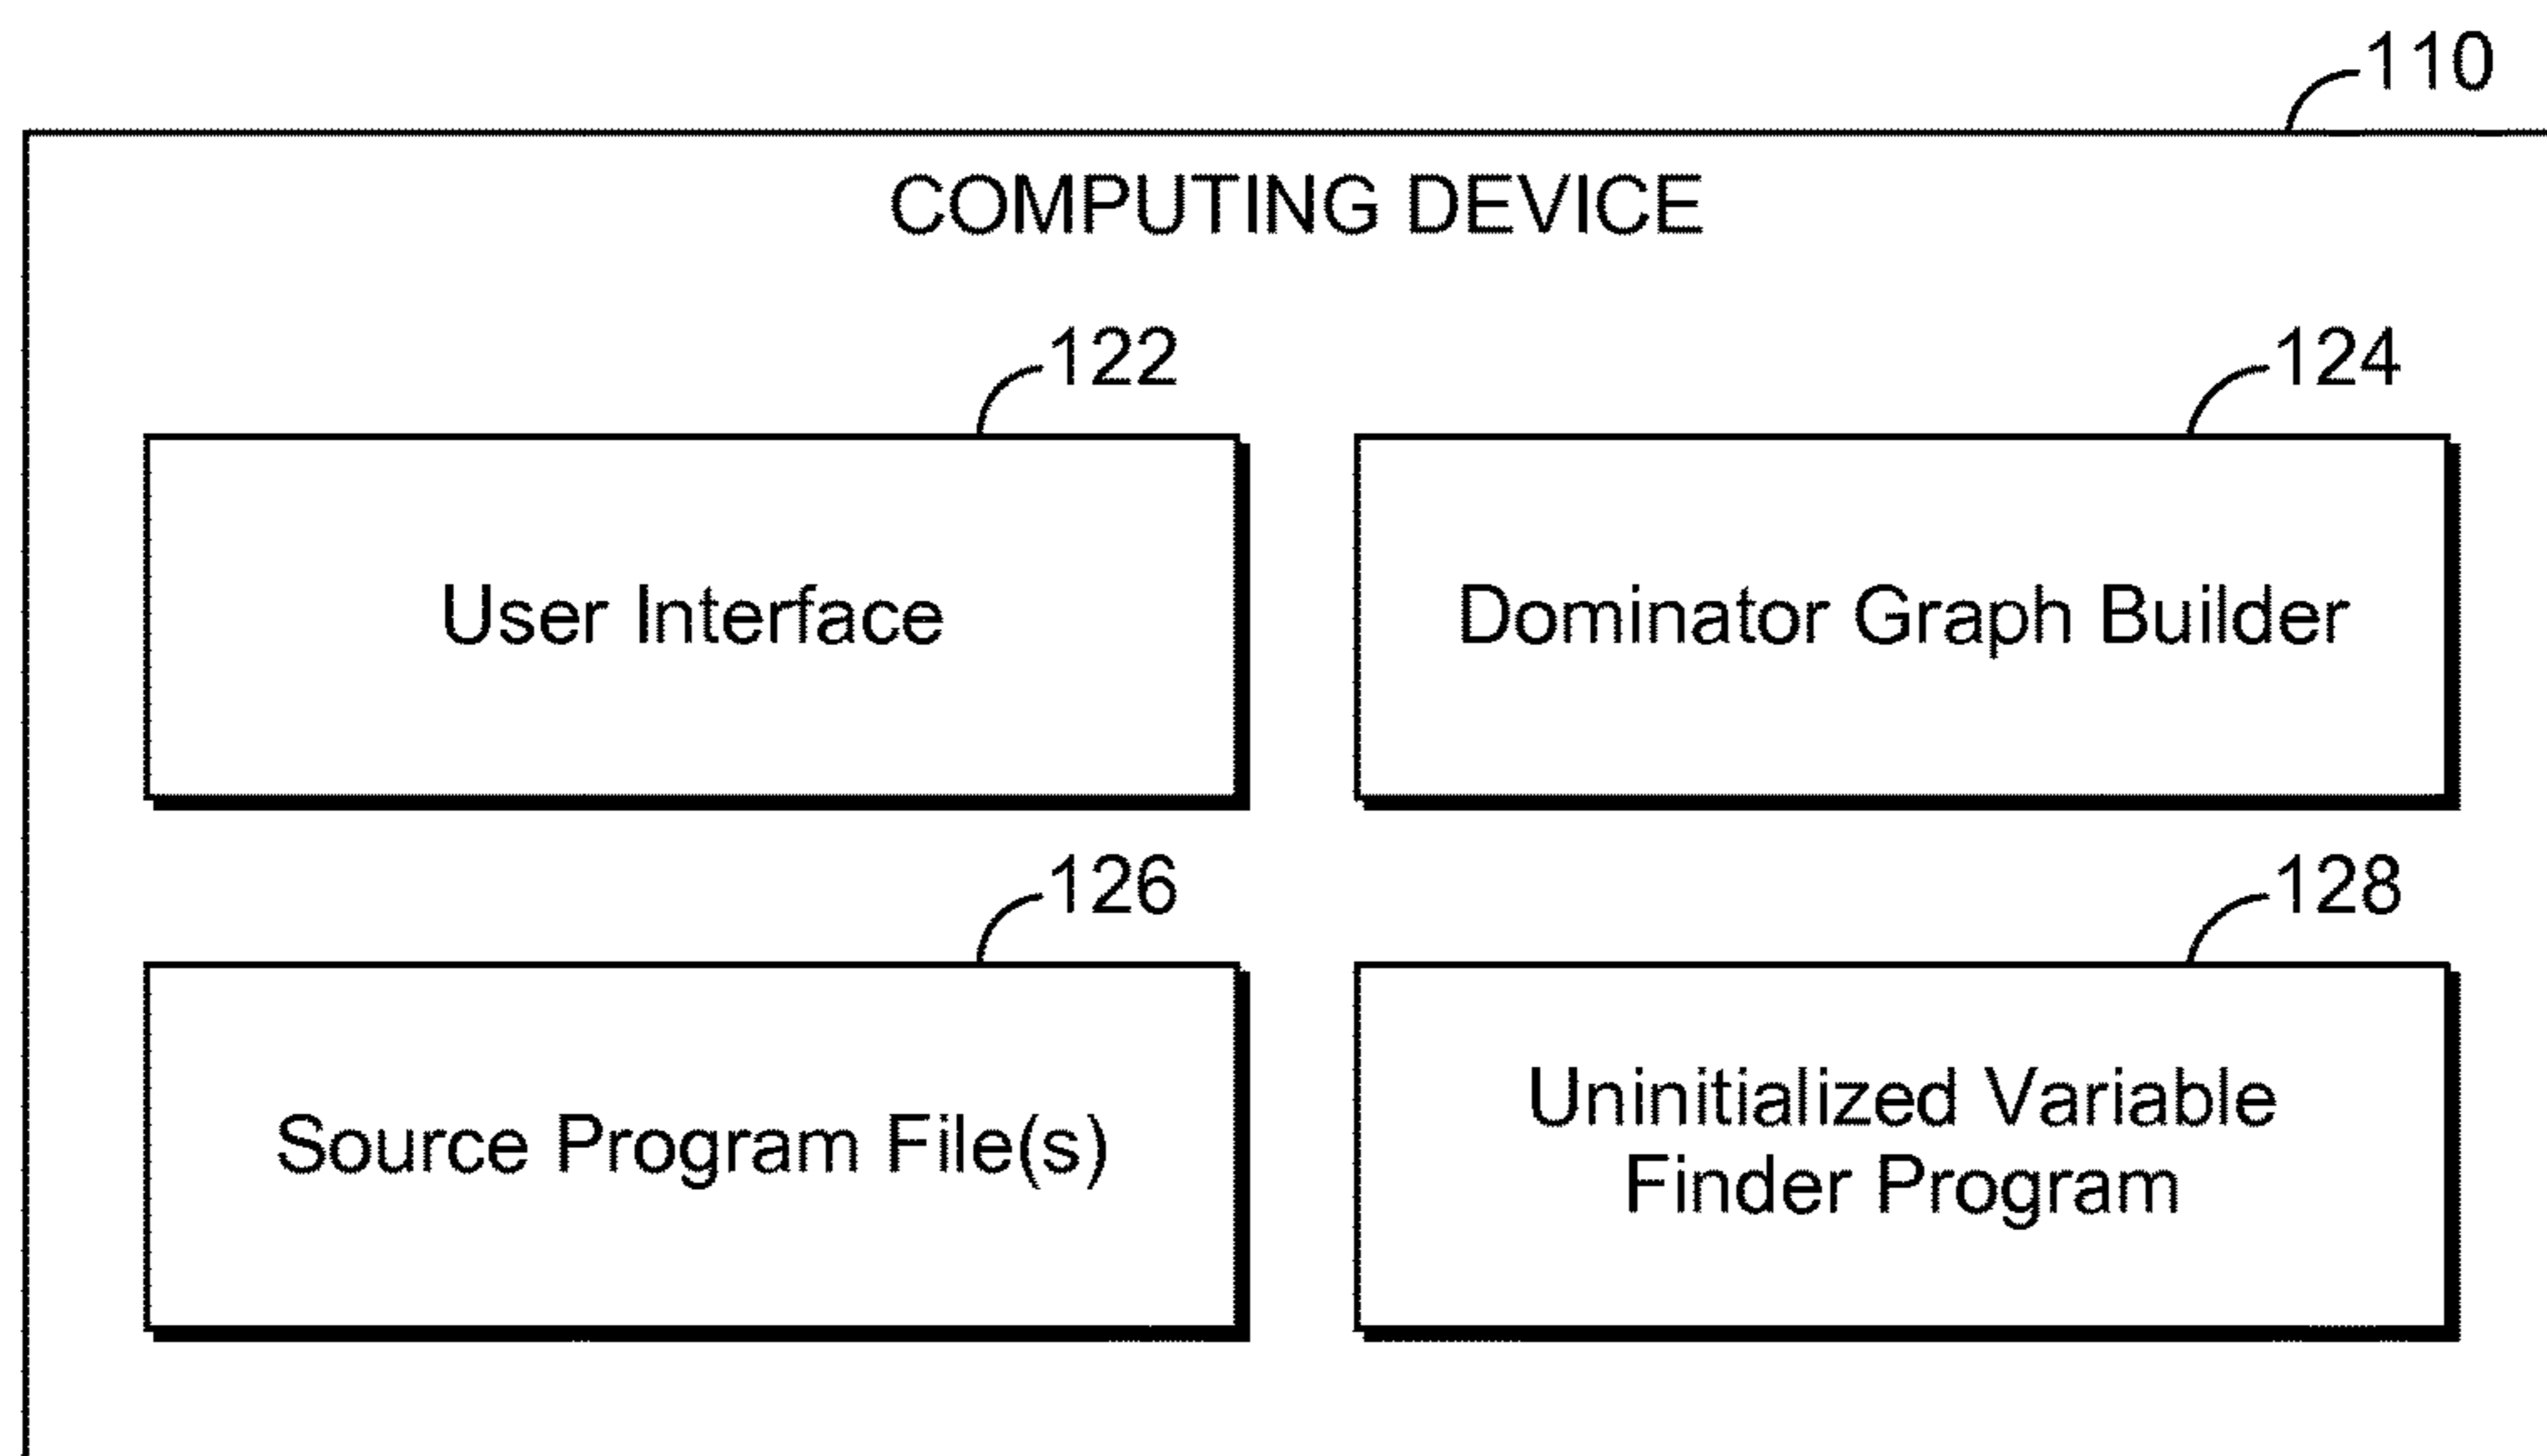 110
COMPUTING DEVICE
122
124
User Interface
Dominator Graph Builder
126
128
Source Program File(s)
Uninitialized Variable
Finder Program